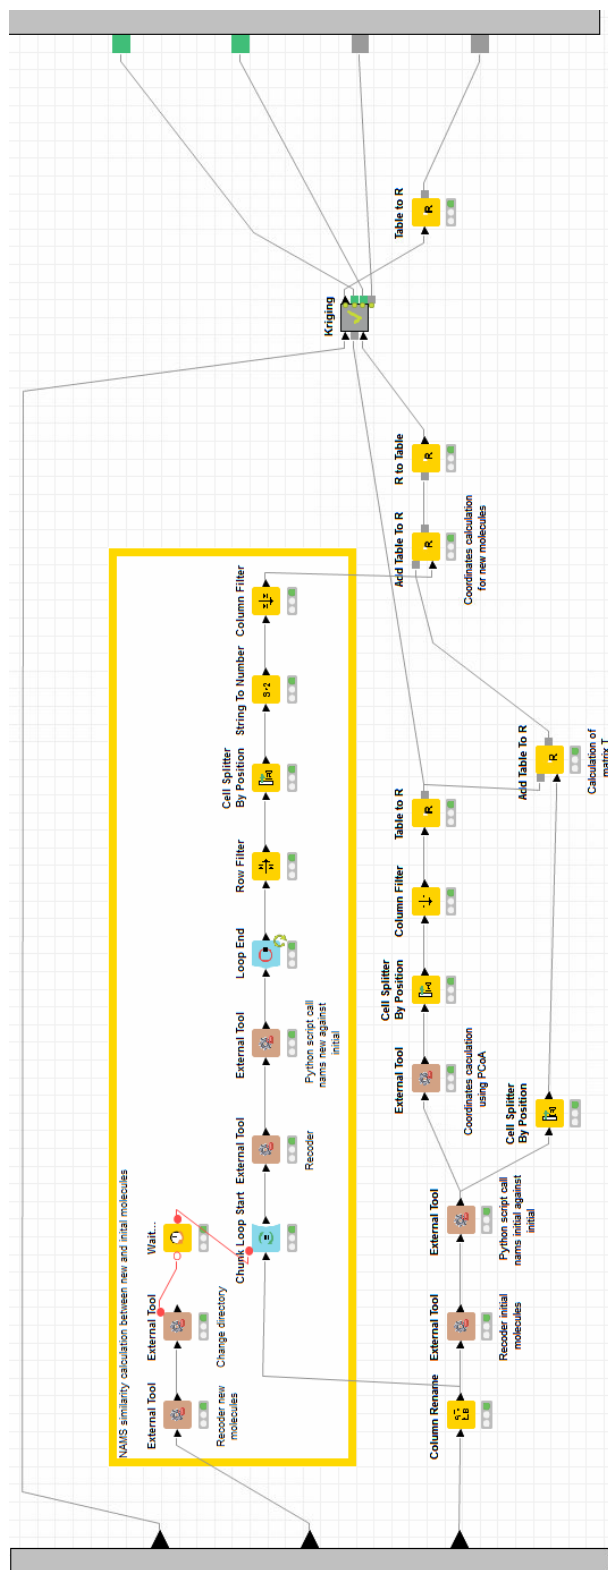 NAMS similarity calculation between new and inital molecules
External Tool
Recoder new
molecules
External Tool
Change directory
Wait...
Chunk Loop Start
External Tool
Recoder
External Tool
Python script call
nams new against
initial
Loop End
Row Filter
Cell Splitter
By Position
String To Number
S>2
Column Filter
Kriging
External Tool
Coordinates caculation
using PCoA
Cell Splitter
By Position
Column Filter
Table to R
R
Add Table To R
R
Coordinates calculation
for new molecules
R to Table
R
Table to R
R
Column Rename
External Tool
Recoder initial
molecules
External Tool
Python script call
nams initial against
initial
Cell Splitter
By Position
Add Table To R
R
Calculation of
matrix T